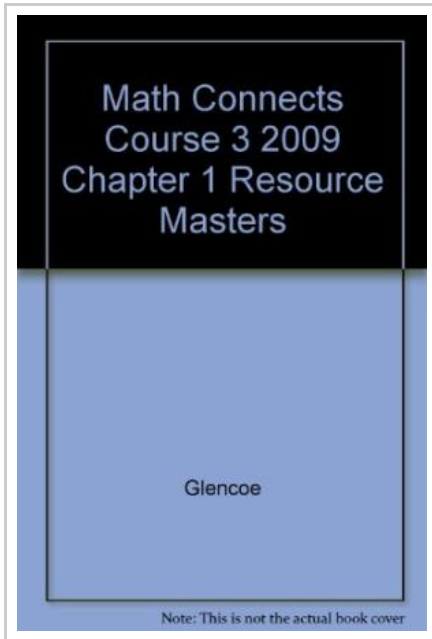 Math Connects
Course 3 2009
Chapter 1 Resource
Masters
Glencoe
Note: This is not the actual book cover